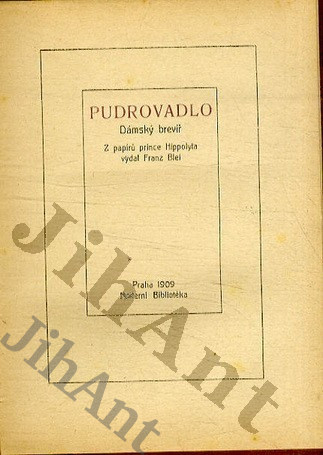 PUDROVADLO
Dámský brevíř
Z papírů prince Hippolyta
vydal Franz Blei
Praha 1909
Moderní Bibliotéka
JihAnt
JihAnt